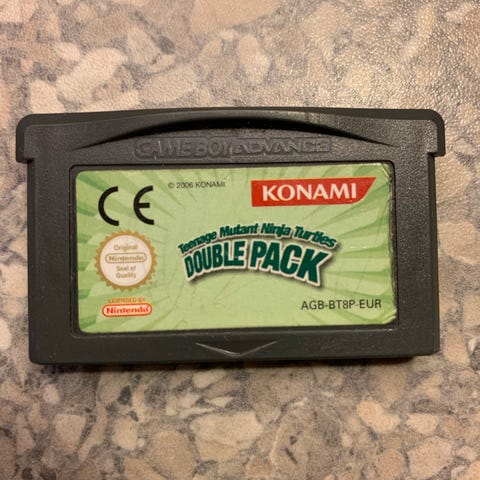 GAME BOY ADVANCE
© 2006 KONAMI
KONAMI
CE
Teenage Mutant Ninja Turtles
DOUBLE PACK
Original
Nintendo
Seal of
Quality
LICENSED BY
Nintendo
AGB-BT8P-EUR